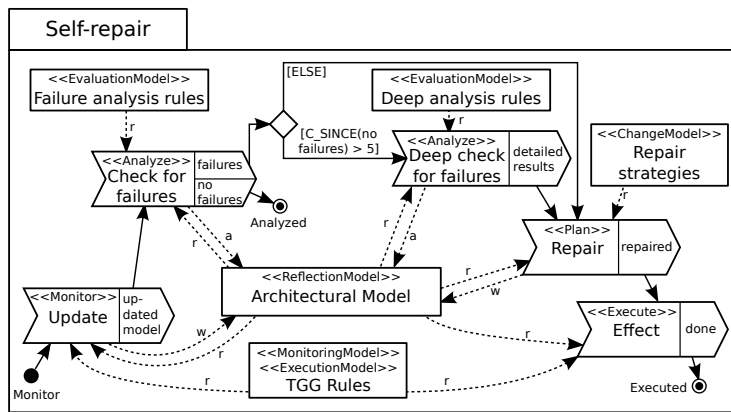 Self-repair
<<EvaluationModel>>
Failure analysis rules
r
[ELSE]
<<EvaluationModel>>
Deep analysis rules
r
[C_SINCE(no
failures) > 5]
<<ChangeModel>>
Repair
strategies
r
<<Analyze>>
Check for
failures
failures
no
failures
Analyzed
<<Analyze>>
Deep check
for failures
detailed
results
a
r
r
a
<<Plan>>
Repair
repaired
<<ReflectionModel>>
Architectural Model
r
w
<<Monitor>>
Update
up-
dated
model
w
r
r
<<Execute>>
Effect
done
<<MonitoringModel>>
<<ExecutionModel>>
TGG Rules
r
r
Monitor
Executed